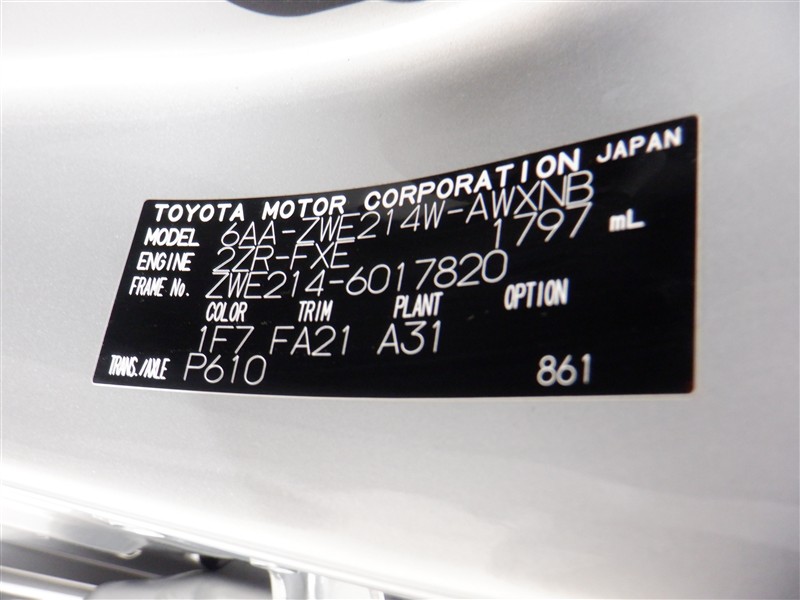 TOYOTA MOTOR CORPORATION JAPAN
MODEL 6AA-ZWE214W-AWXNB
ENGINE 2ZR-FXE 1797 mL
FRAME No. ZWE214-6017820
COLOR TRIM PLANT OPTION
1F7 FA21 A31
TRANS./AXLE P610 861